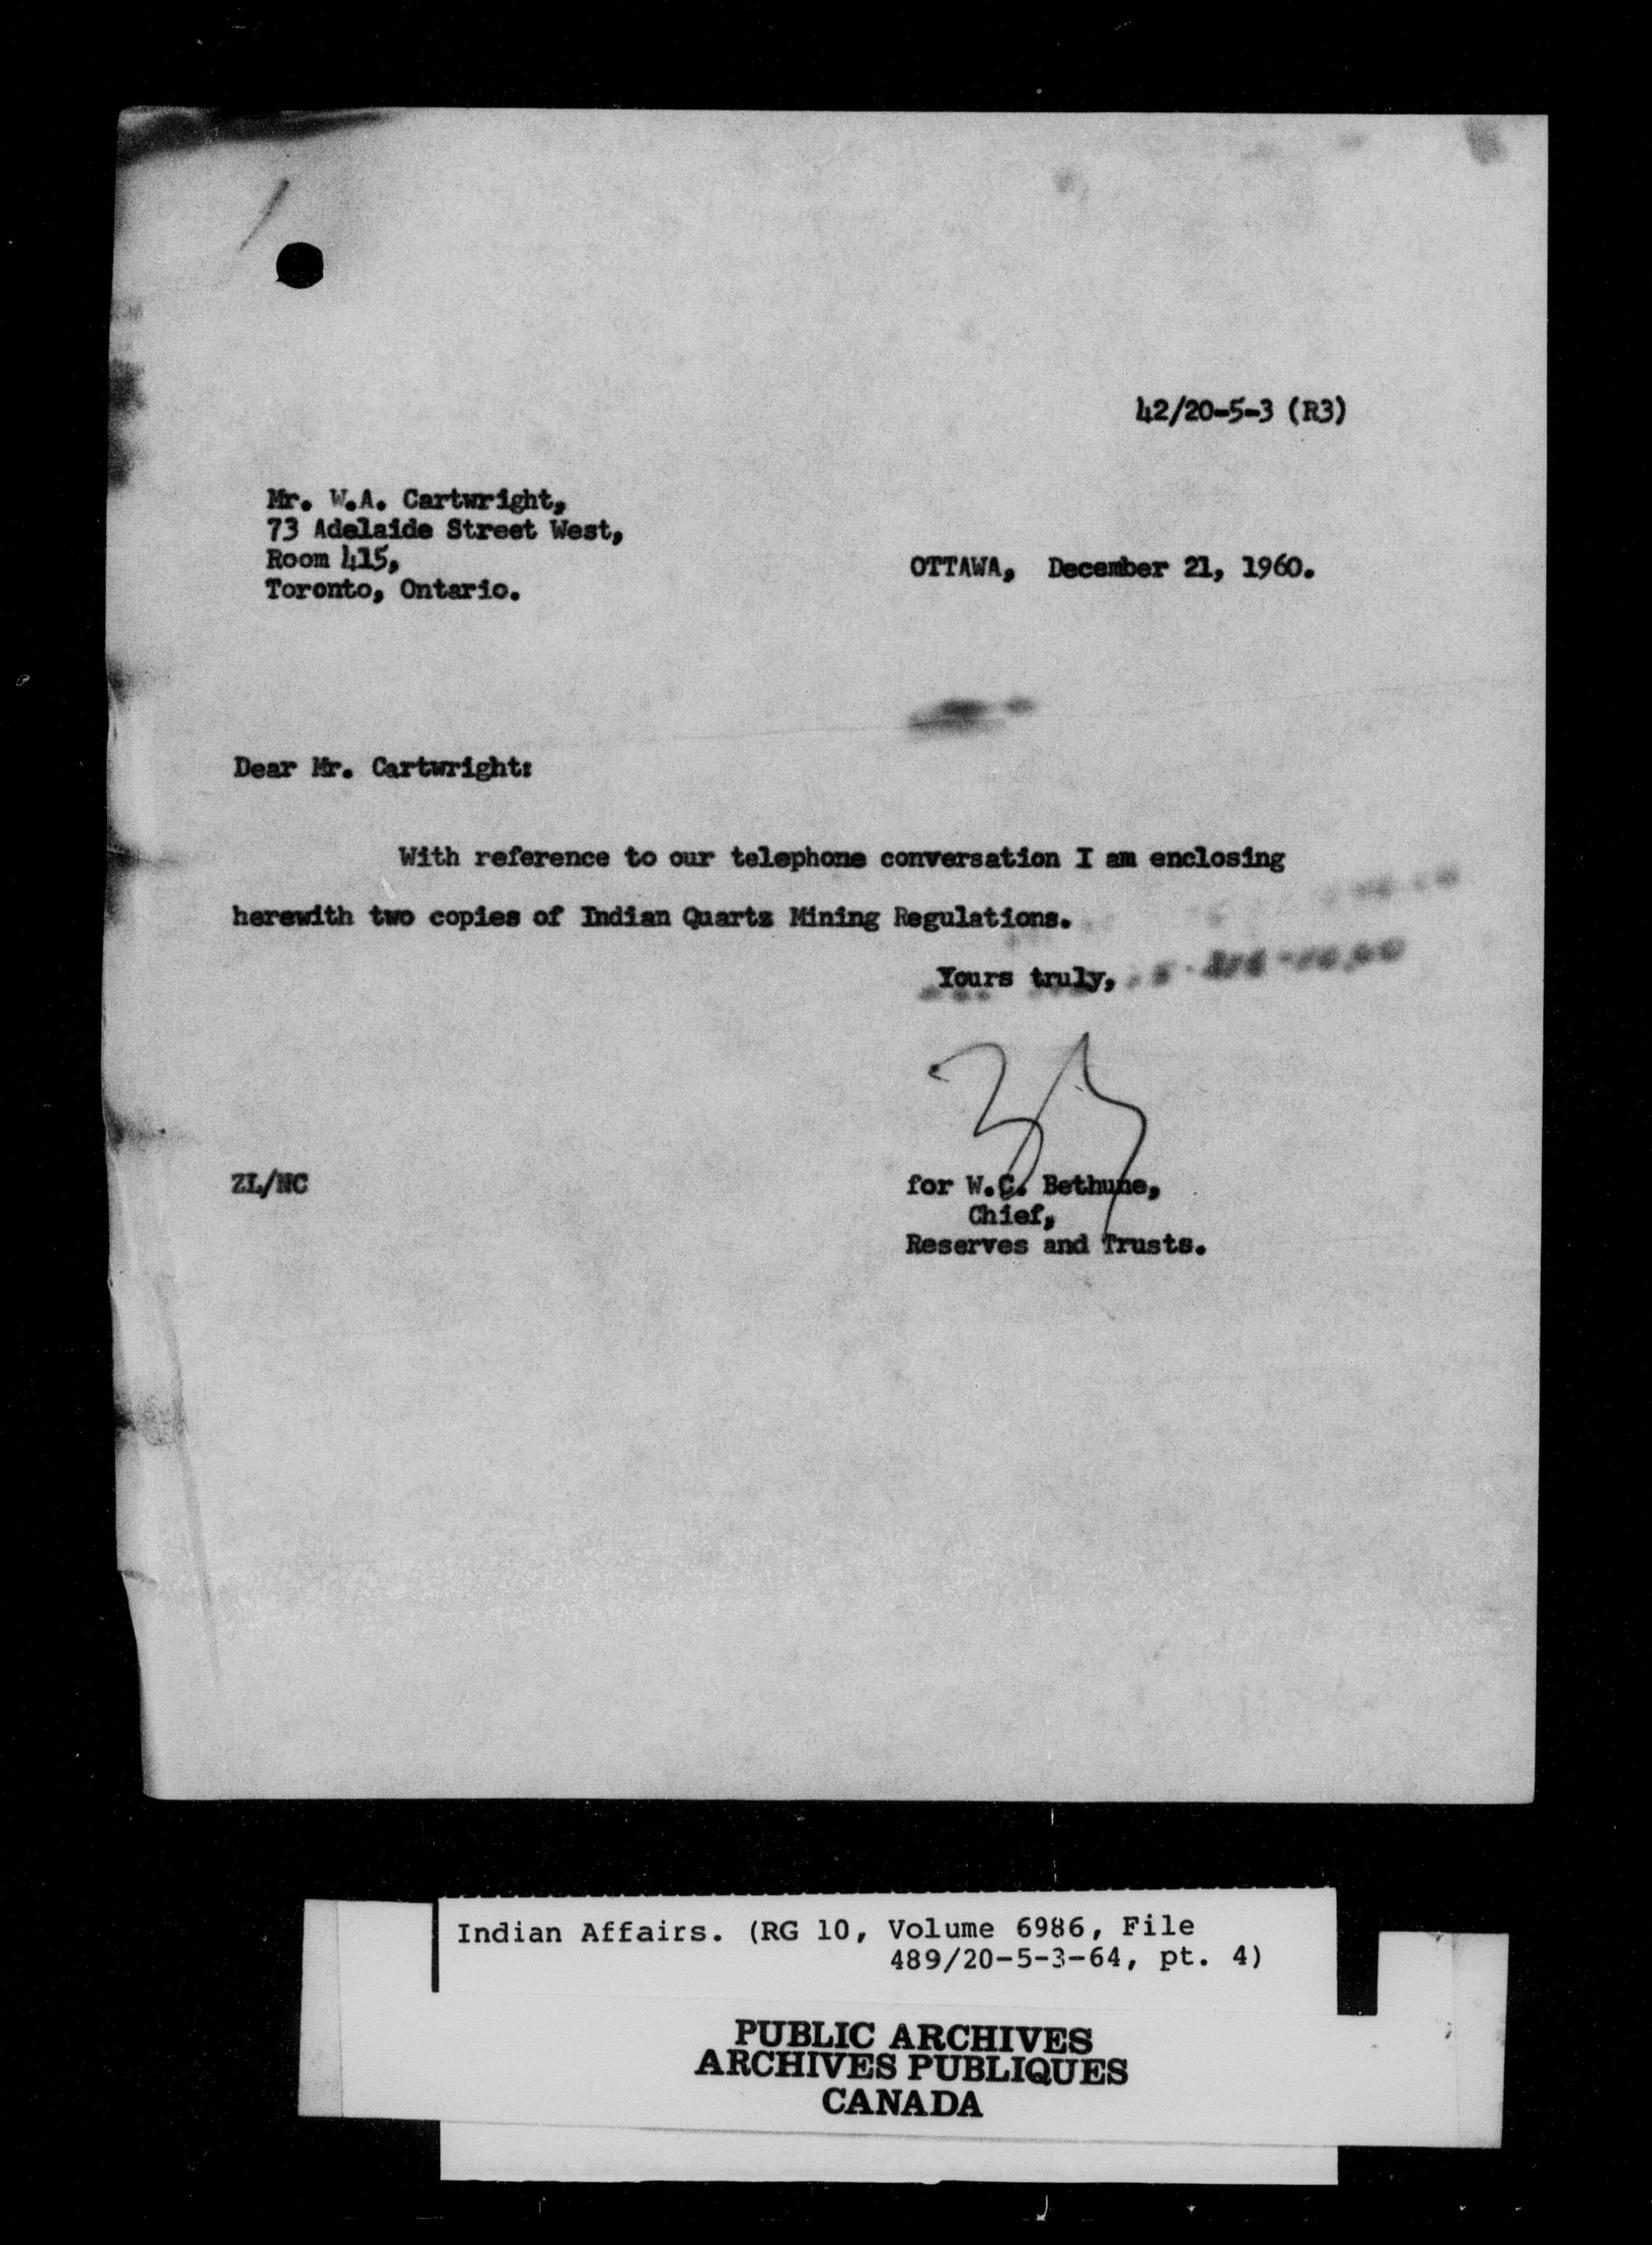 42/20-5-3 (R3)
Mr. W.A. Cartwright,
73 Adelaide Street West,
Room 415,
Toronto, Ontario.
OTTAWA, December 21, 1960.
Dear Mr. Cartwright:
With reference to our telephone conversation I am enclosing
herewith two copies of Indian Quartz Mining Regulations.
Yours truly,
ZL/NC
for W.C. Bethune,
Chief,
Reserves and Trusts.
Indian Affairs. (RG 10, Volume 6986, File
489/20-5-3-64, pt. 4)
PUBLIC ARCHIVES
ARCHIVES PUBLIQUES
CANADA